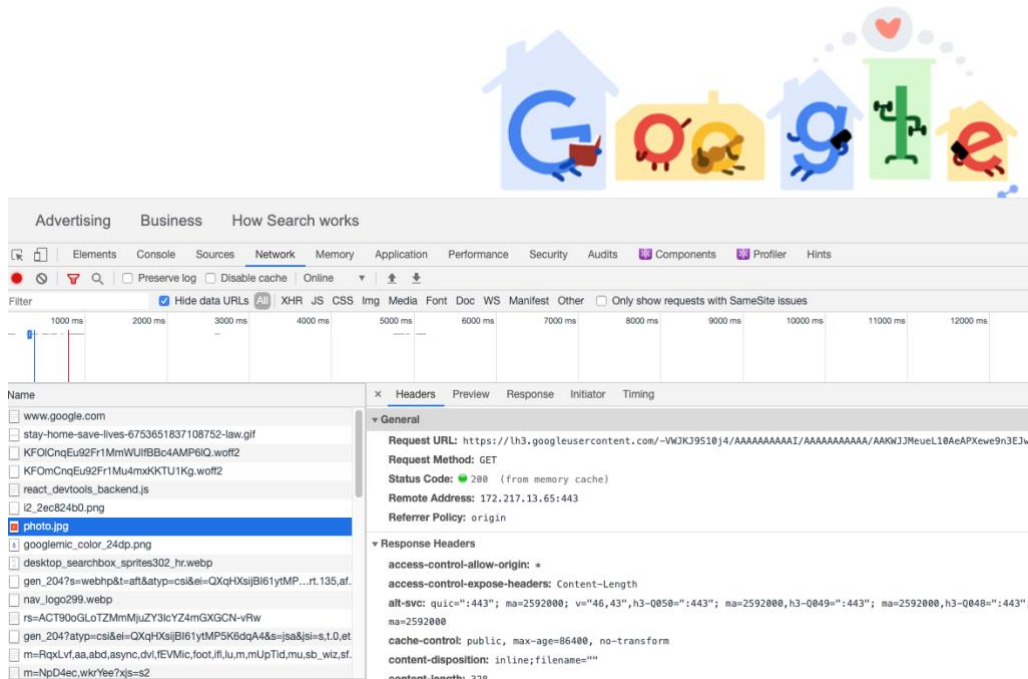 Google
Advertising Business How Search works
Elements Console Sources Network Memory Application Performance Security Audits Components Profiler Hints
Preserve log Disable cache Online
Filter Hide data URLs All XHR JS CSS Img Media Font Doc WS Manifest Other Only show requests with SameSite issues
1000 ms 2000 ms 3000 ms 4000 ms 5000 ms 6000 ms 7000 ms 8000 ms 9000 ms 10000 ms 11000 ms 12000 ms
Name
www.google.com
stay-home-save-lives-6753651837108752-law.gif
KFOlCnqEu92Fr1MmWUlfBBc4AMP6lQ.woff2
KFOmCnqEu92Fr1Mu4mxKKTU1Kg.woff2
react_devtools_backend.js
i2_2ec824b0.png
photo.jpg
googlemic_color_24dp.png
desktop_searchbox_sprites302_hr.webp
gen_204?s=webhp&t=aft&atyp=csi&ei=QXqHXsijBI61ytMP...rt.135,af.
nav_logo299.webp
rs=ACT90oGLoTZMmMjuZY3lcYZ4mGXGCN-vRw
gen_204?atyp=csi&ei=QXqHXsijBI61ytMP5K6dqA4&s=jsa&jsi=s,t.0,et
m=RqxLvf,aa,abd,async,dvl,fEVMic,foot,ifl,lu,m,mUpTid,mu,sb_wiz,sf.
m=NpD4ec,wkrYee?xjs=s2
× Headers Preview Response Initiator Timing
General
Request URL: https://lh3.googleusercontent.com/-VWJKJ9S10j4/AAAAAAAAAAI/AAAAAAAAAAA/AAKWJJMeueL10AeAPXewe9n3EJw
Request Method: GET
Status Code: 200 (from memory cache)
Remote Address: 172.217.13.65:443
Referrer Policy: origin
Response Headers
access-control-allow-origin: *
access-control-expose-headers: Content-Length
alt-svc: quic=":443"; ma=2592000; v="46,43",h3-Q050=":443"; ma=2592000,h3-Q049=":443"; ma=2592000,h3-Q048=":443";
ma=2592000
cache-control: public, max-age=86400, no-transform
content-disposition: inline;filename=""
content-length: 328